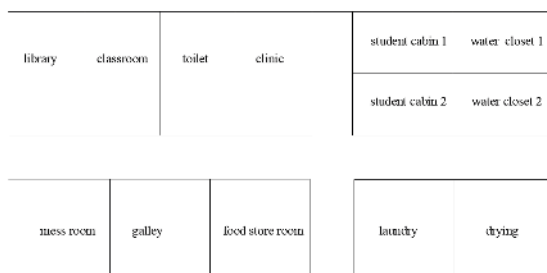 student cabin 1 water closet 1
library classroom toilet clinic
student cabin 2 water closet 2
mess room galley food store room laundry drying